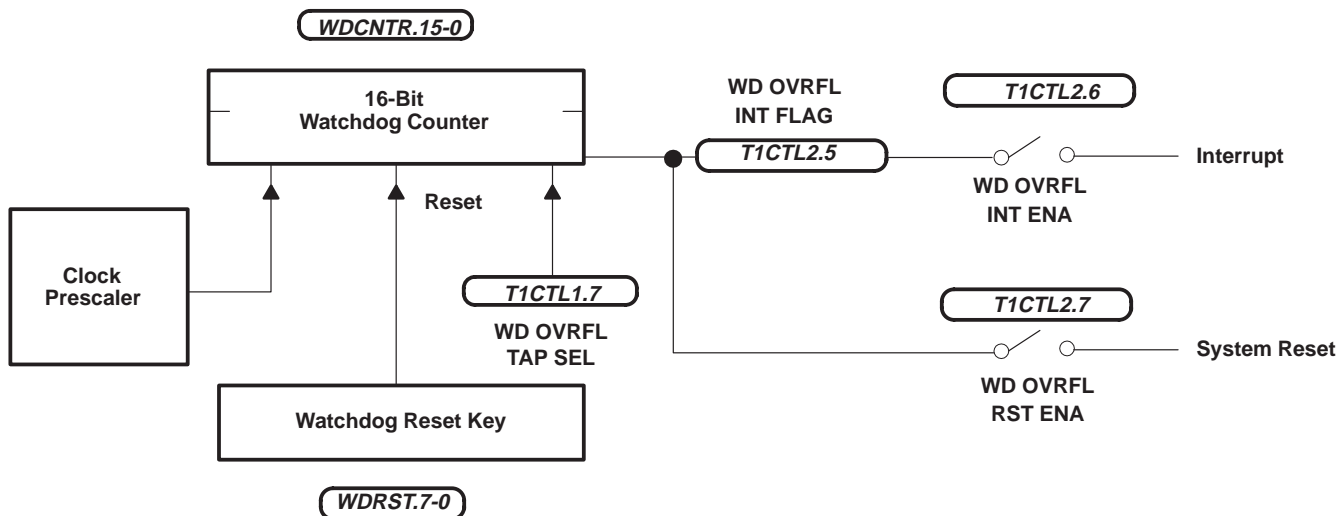 WDCNTR.15-0
16-Bit
Watchdog Counter
WD OVRFL
INT FLAG
T1CTL2.5
T1CTL2.6
WD OVRFL
INT ENA
Interrupt
Reset
Clock
Prescaler
T1CTL1.7
WD OVRFL
TAP SEL
T1CTL2.7
WD OVRFL
RST ENA
System Reset
Watchdog Reset Key
WDRST.7-0